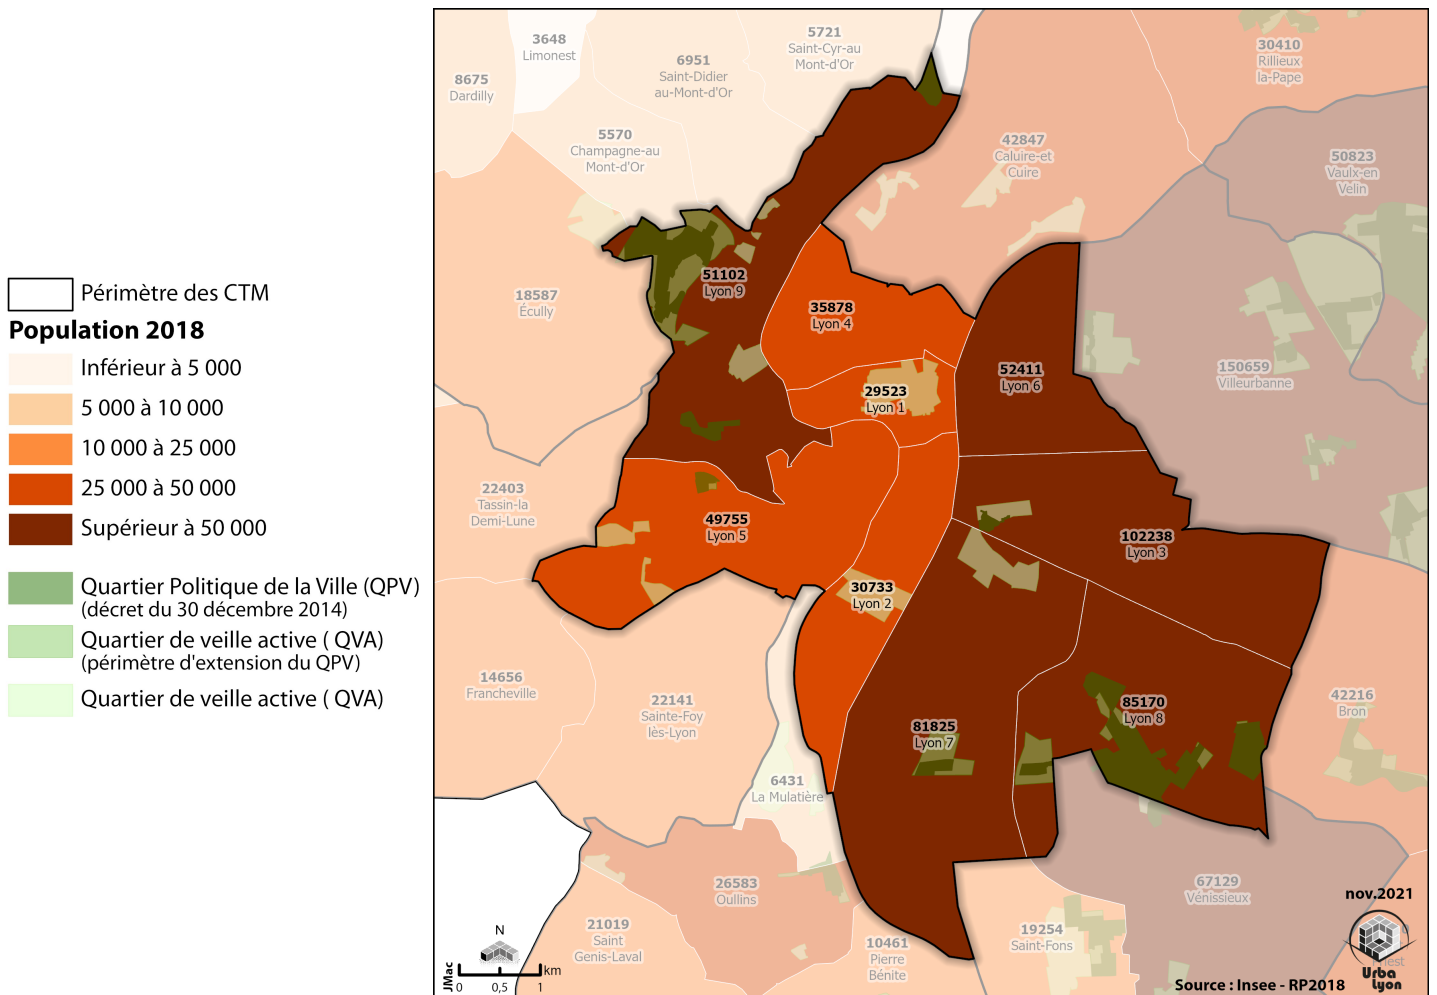 Périmètre des CTM
Population 2018
Inférieur à 5 000
5 000 à 10 000
10 000 à 25 000
25 000 à 50 000
Supérieur à 50 000
Quartier Politique de la Ville (QPV)
(décret du 30 décembre 2014)
Quartier de veille active ( QVA)
(périmètre d'extension du QPV)
Quartier de veille active ( QVA)
3648
Limonest
5721
Saint-Cyr-au
Mont-d'Or
6951
Saint-Didier
au-Mont-d'Or
8675
Dardilly
30410
Rillieux
la-Pape
5570
Champagne-au
Mont-d'Or
42847
Caluire-et
Cuire
50823
Vaulx-en
Velin
18587
Écully
51102
Lyon 9
35878
Lyon 4
29523
Lyon 1
52411
Lyon 6
150659
Villeurbanne
22403
Tassin-la
Demi-Lune
49755
Lyon 5
102238
Lyon 3
30733
Lyon 2
14656
Francheville
22141
Sainte-Foy
lès-Lyon
81825
Lyon 7
85170
Lyon 8
42216
Bron
6431
La Mulatière
26583
Oullins
67129
Vénissieux
21019
Saint
Genis-Laval
10461
Pierre
Bénite
19254
Saint-Fons
nov.2021
Urba
Lyon
N
km
0 0,5 1
JMac
Source : Insee - RP2018